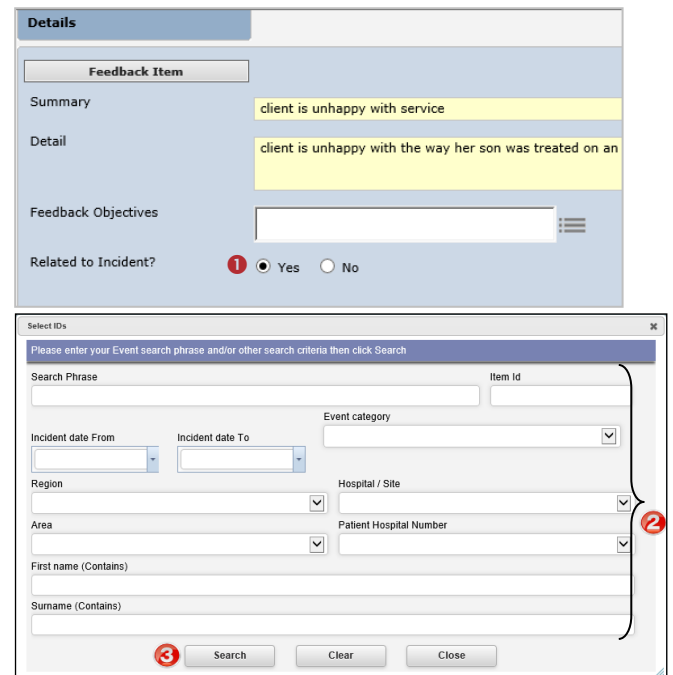 Details
Feedback Item
Summary
client is unhappy with service
Detail
client is unhappy with the way her son was treated on an
Feedback Objectives
Related to Incident? 1 Yes No
Select IDs
Please enter your Event search phrase and/or other search criteria then click Search
Search Phrase Item Id
Event category
Incident date From Incident date To
Region Hospital / Site
2
Area Patient Hospital Number
First name (Contains)
Surname (Contains)
3 Search Clear Close